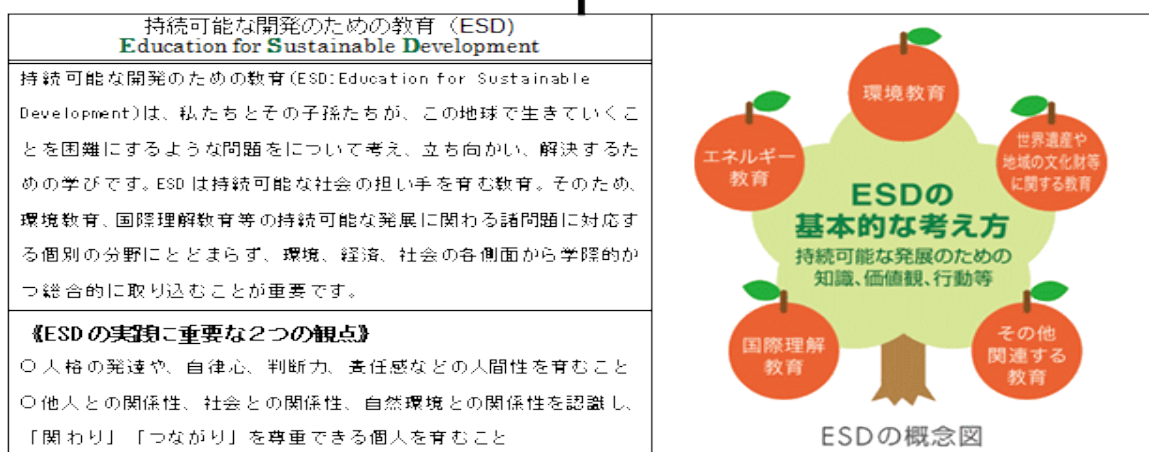 持続可能な開発のための教育（ESD）
Education for Sustainable Development
持続可能な開発のための教育(ESD:Education for Sustainable
Development)は、私たちとその子孫たちが、この地球で生きていくこ
とを困難にするような問題をについて考え、立ち向かい、解決するた
めの学びです。ESDは持続可能な社会の担い手を育む教育。そのため、
環境教育、国際理解教育等の持続可能な発展に関わる諸問題に対応す
る個別の分野にとどまらず、環境、経済、社会の各側面から学際的か
つ総合的に取り込むことが重要です。
《ESDの実践に重要な２つの観点》
○人格の発達や、自律心、判断力、責任感などの人間性を育むこと
○他人との関係性、社会との関係性、自然環境との関係性を認識し、
「関わり」「つながり」を尊重できる個人を育むこと
環境教育
エネルギー
教育
世界遺産や
地域の文化財等
に関する教育
ESDの
基本的な考え方
持続可能な発展のための
知識、価値観、行動等
国際理解
教育
その他
関連する
教育
ESDの概念図